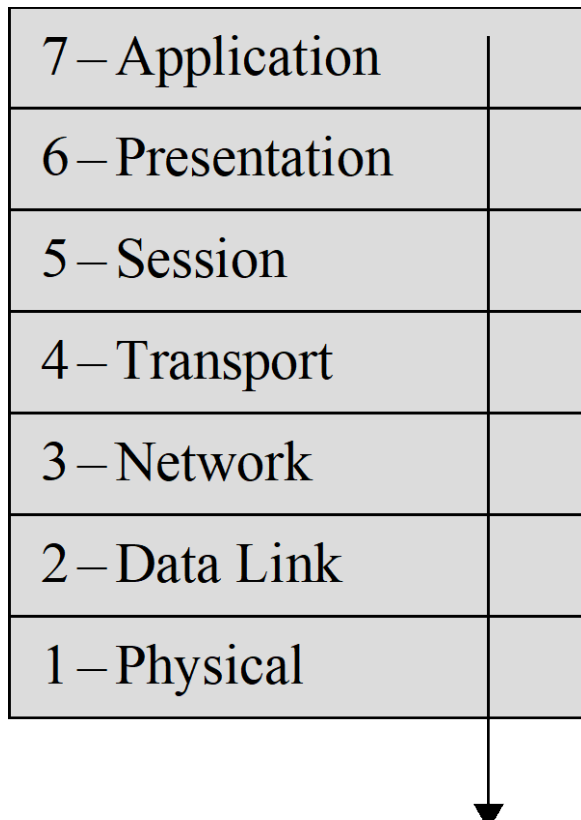 7 – Application
6 – Presentation
5 – Session
4 – Transport
3 – Network
2 – Data Link
1 – Physical